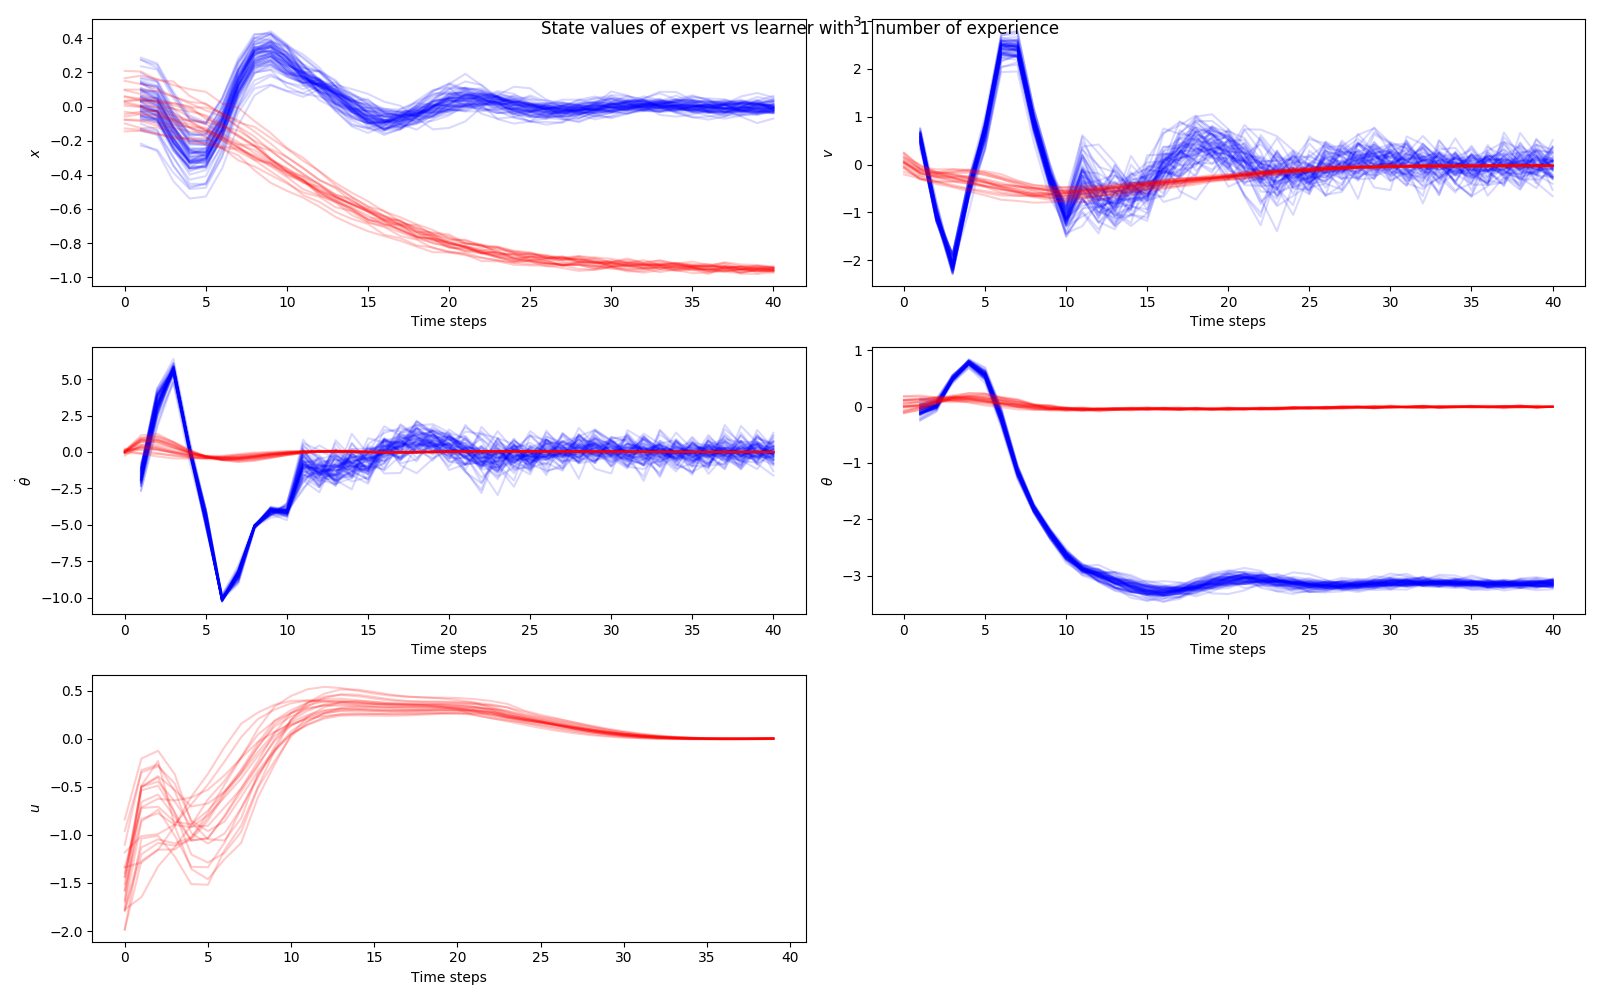 State values of expert vs learner with 1 number of experience
0.4
0.2
0.0
−0.2
−0.4
−0.6
−0.8
−1.0
x
0 5 10 15 20 25 30 35 40
Time steps
3
2
1
0
−1
−2
v
0 5 10 15 20 25 30 35 40
Time steps
5.0
2.5
0.0
−2.5
−5.0
−7.5
−10.0
θ̇
0 5 10 15 20 25 30 35 40
Time steps
1
0
−1
−2
−3
θ
0 5 10 15 20 25 30 35 40
Time steps
0.5
0.0
−0.5
−1.0
−1.5
−2.0
u
0 5 10 15 20 25 30 35 40
Time steps